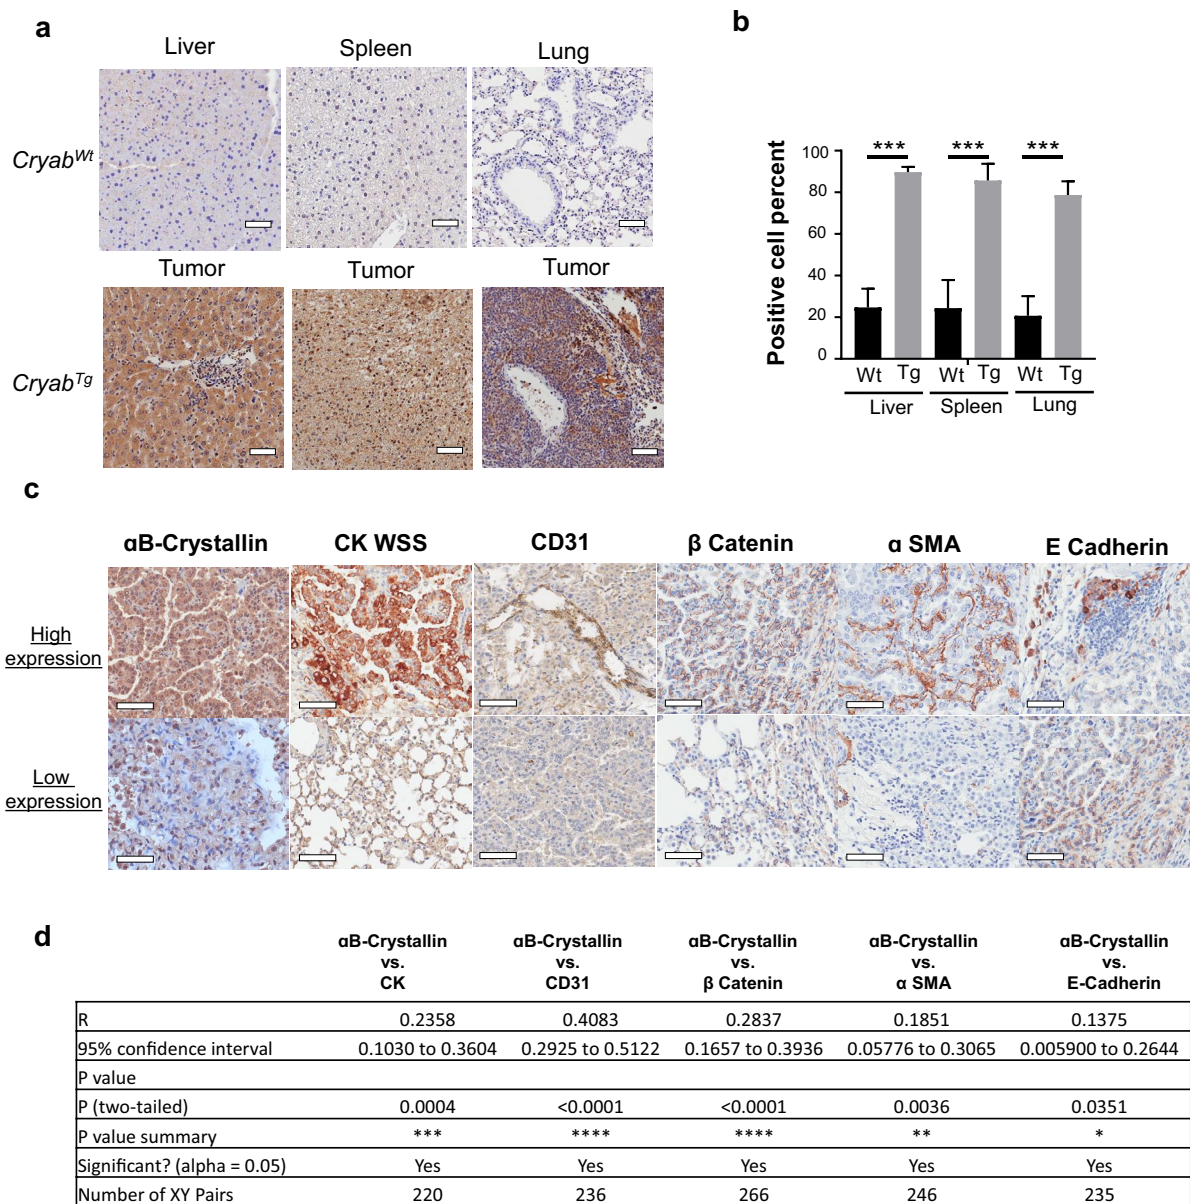 a
Liver Spleen Lung
Cryab^Wt
Tumor Tumor Tumor
Cryab^Tg
b
Positive cell percent
100
80
60
40
20
0
*** *** ***
Wt Tg Wt Tg Wt Tg
Liver Spleen Lung
c
αB-Crystallin CK WSS CD31 β Catenin α SMA E Cadherin
High
expression
Low
expression
d
αB-Crystallin αB-Crystallin αB-Crystallin αB-Crystallin αB-Crystallin
vs. vs. vs. vs. vs.
CK CD31 β Catenin α SMA E-Cadherin
R 0.2358 0.4083 0.2837 0.1851 0.1375
95% confidence interval 0.1030 to 0.3604 0.2925 to 0.5122 0.1657 to 0.3936 0.05776 to 0.3065 0.005900 to 0.2644
P value
P (two-tailed) 0.0004 <0.0001 <0.0001 0.0036 0.0351
P value summary *** **** **** ** *
Significant? (alpha = 0.05) Yes Yes Yes Yes Yes
Number of XY Pairs 220 236 266 246 235